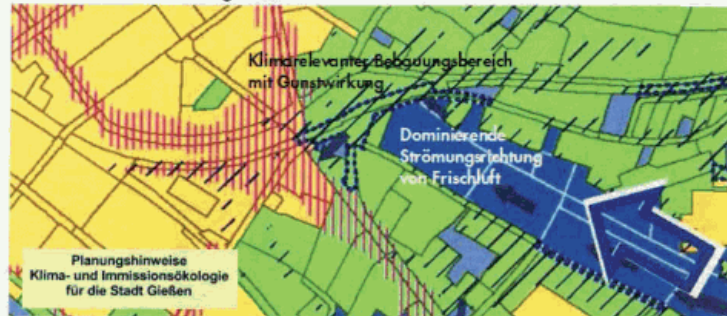 Klimarelevanter Bebauungsbereich
mit Gunstwirkung
Dominierende
Strömungsrichtung
von Frischluft
Planungshinweise
Klima- und Immissionsökologie
für die Stadt Gießen